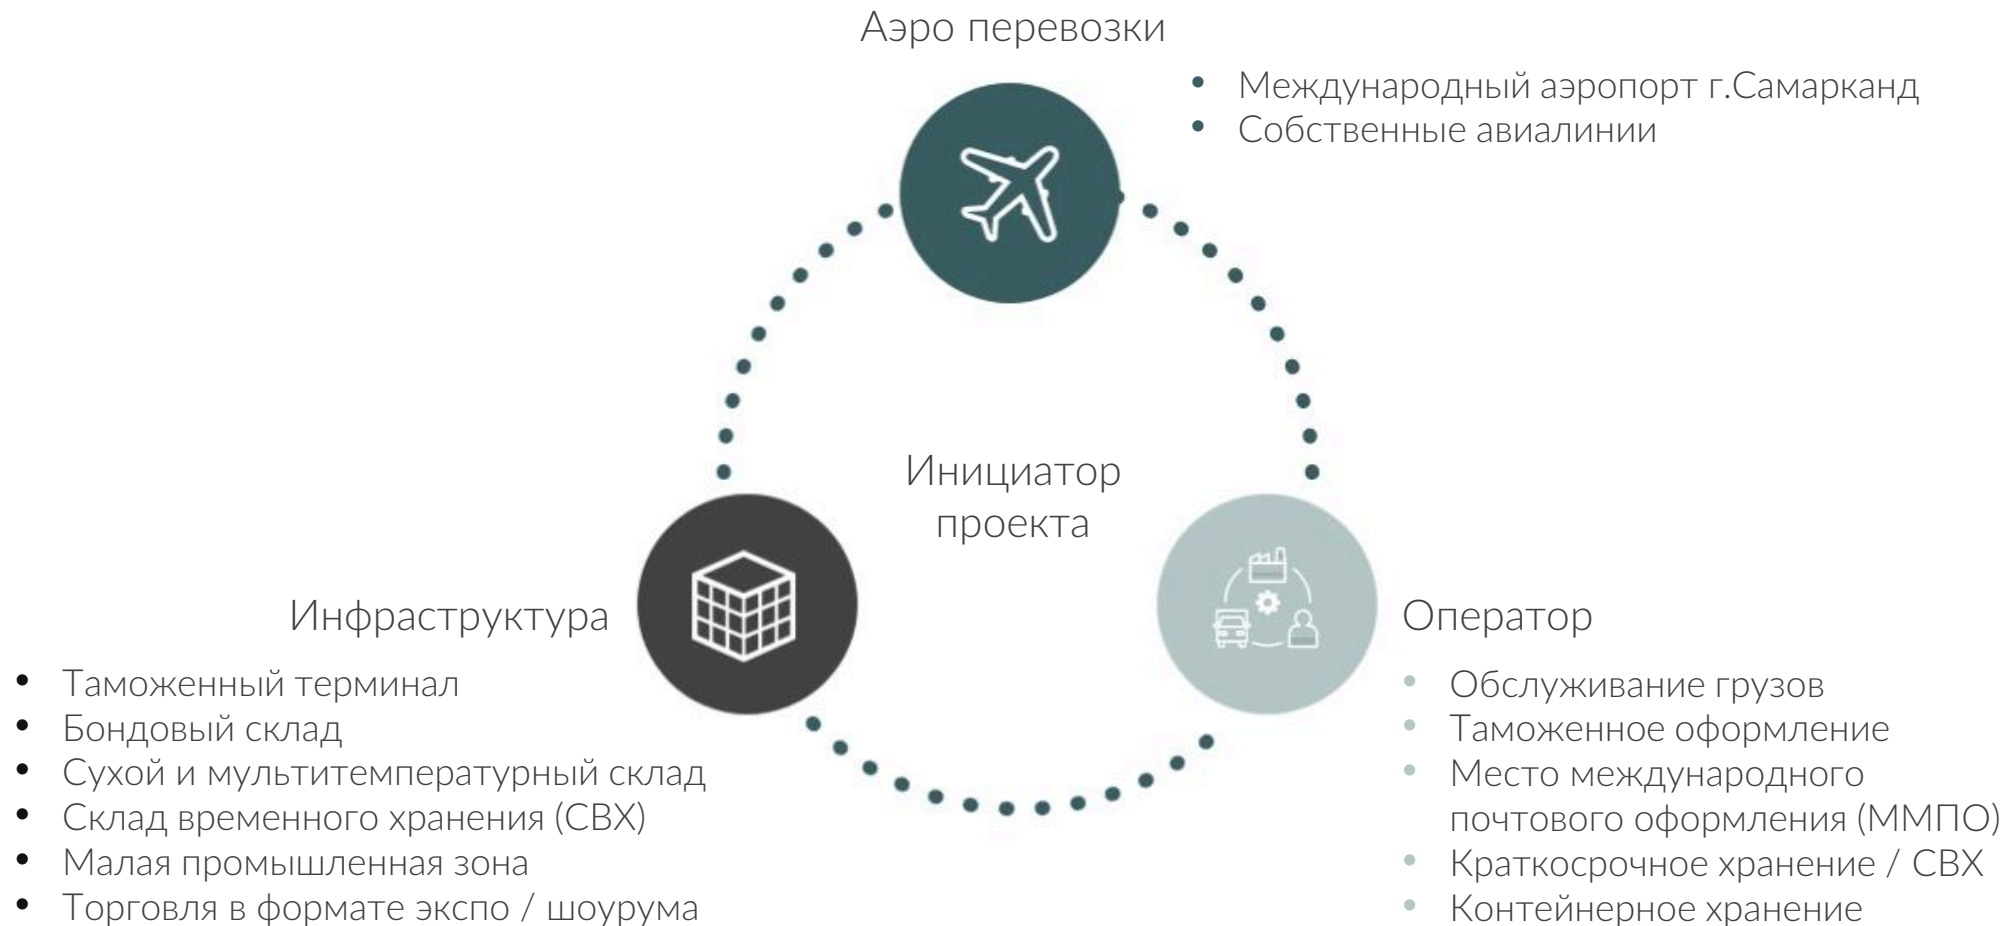 Аэро перевозки
• Международный аэропорт г.Самарканд
• Собственные авиалинии
Инициатор
проекта
Инфраструктура
• Таможенный терминал
• Бондовый склад
• Сухой и мультитемпературный склад
• Склад временного хранения (СВХ)
• Малая промышленная зона
• Торговля в формате экспо / шоурума
Оператор
• Обслуживание грузов
• Таможенное оформление
• Место международного
почтового оформления (ММПО)
• Краткосрочное хранение / СВХ
• Контейнерное хранение